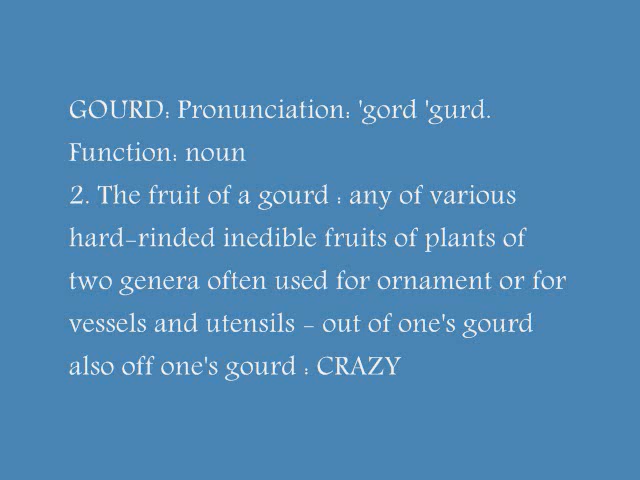 GOURD: Pronunciation: 'gord 'gurd.
Function: noun
2. The fruit of a gourd : any of various
hard-rinded inedible fruits of plants of
two genera often used for ornament or for
vessels and utensils - out of one's gourd
also off one's gourd : CRAZY